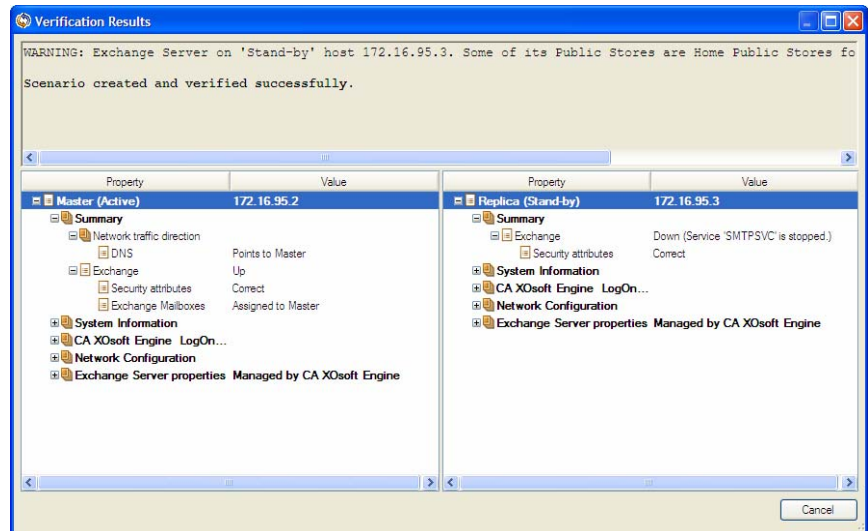 Verification Results
WARNING: Exchange Server on 'Stand-by' host 172.16.95.3. Some of its Public Stores are Home Public Stores fo
Scenario created and verified successfully.
Property Value
Master (Active) 172.16.95.2
Summary
Network traffic direction
DNS Points to Master
Exchange Up
Security attributes Correct
Exchange Mailboxes Assigned to Master
System Information
CA XOsoft Engine LogOn...
Network Configuration
Exchange Server properties Managed by CA XOsoft Engine
Property Value
Replica (Stand-by) 172.16.95.3
Summary
Exchange Down (Service 'SMTPSVC' is stopped.)
Security attributes Correct
System Information
CA XOsoft Engine LogOn...
Network Configuration
Exchange Server properties Managed by CA XOsoft Engine
Cancel